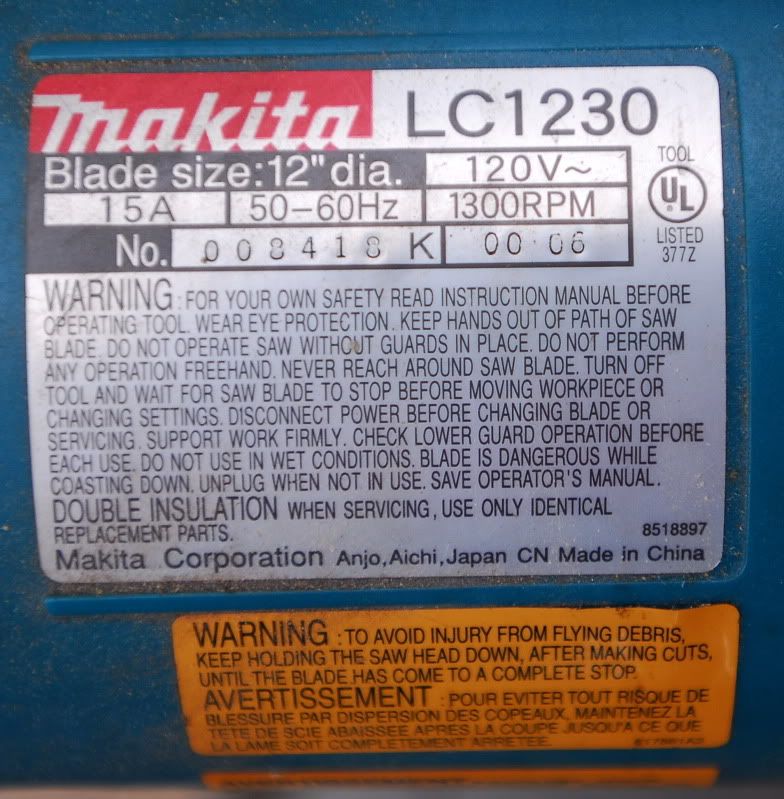 makita LC1230
Blade size:12"dia. 120V~
TOOL
15A 50-60Hz 1300RPM
UL
No. 008418 K 00 06
LISTED
377Z
WARNING : FOR YOUR OWN SAFETY READ INSTRUCTION MANUAL BEFORE
OPERATING TOOL. WEAR EYE PROTECTION. KEEP HANDS OUT OF PATH OF SAW
BLADE. DO NOT OPERATE SAW WITHOUT GUARDS IN PLACE. DO NOT PERFORM
ANY OPERATION FREEHAND. NEVER REACH AROUND SAW BLADE. TURN OFF
TOOL AND WAIT FOR SAW BLADE TO STOP BEFORE MOVING WORKPIECE OR
CHANGING SETTINGS. DISCONNECT POWER BEFORE CHANGING BLADE OR
SERVICING. SUPPORT WORK FIRMLY. CHECK LOWER GUARD OPERATION BEFORE
EACH USE. DO NOT USE IN WET CONDITIONS. BLADE IS DANGEROUS WHILE
COASTING DOWN. UNPLUG WHEN NOT IN USE. SAVE OPERATOR'S MANUAL.
DOUBLE INSULATION WHEN SERVICING, USE ONLY IDENTICAL
REPLACEMENT PARTS. 8518897
Makita Corporation Anjo,Aichi,Japan CN Made in China
WARNING : TO AVOID INJURY FROM FLYING DEBRIS,
KEEP HOLDING THE SAW HEAD DOWN, AFTER MAKING CUTS,
UNTIL THE BLADE HAS COME TO A COMPLETE STOP.
AVERTISSEMENT : POUR EVITER TOUT RISQUE DE
BLESSURE PAR DISPERSION DES COPEAUX, MAINTENEZ LA
TETE DE SCIE ABAISSEE APRES LA COUPE JUSQU'A CE QUE
LA LAME SOIT COMPLETEMENT ARRETEE.